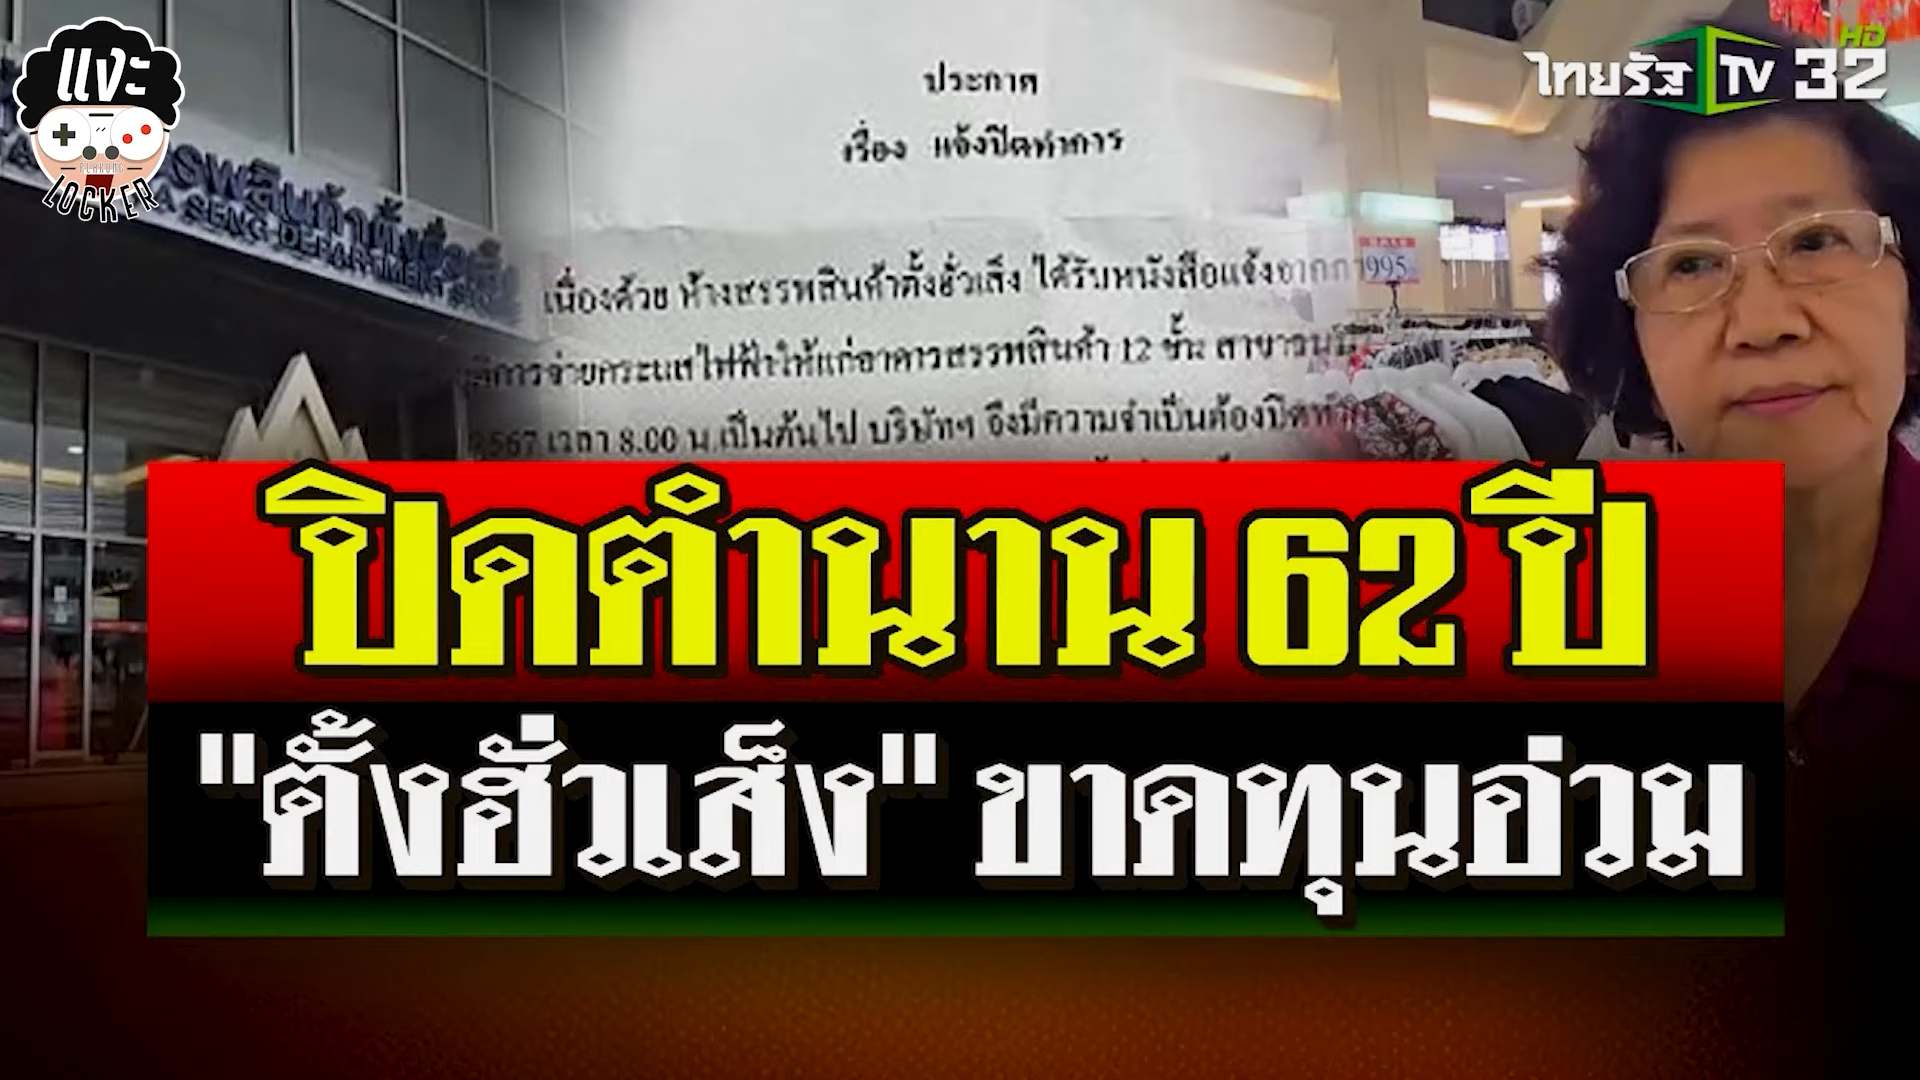 แงะ
LOCKER
ไทยรัฐ TV HD 32
ประกาศ
เรื่อง แจ้งปิดทำการ
เนื่องด้วย ห้างสรรพสินค้าตั้งฮั่วเส็ง ได้รับหนังสือแจ้งจากกา
995
การจ่ายกระแสไฟฟ้าให้แก่อาคารสรรพสินค้า 12 ชั้น สาขาธนบุ
2567 เวลา 8.00 น.เป็นต้นไป บริษัทฯ จึงมีความจำเป็นต้องปิดทำก
ปิดตำนาน 62 ปี
"ตั้งฮั่วเส็ง" ขาดทุนอ่วม